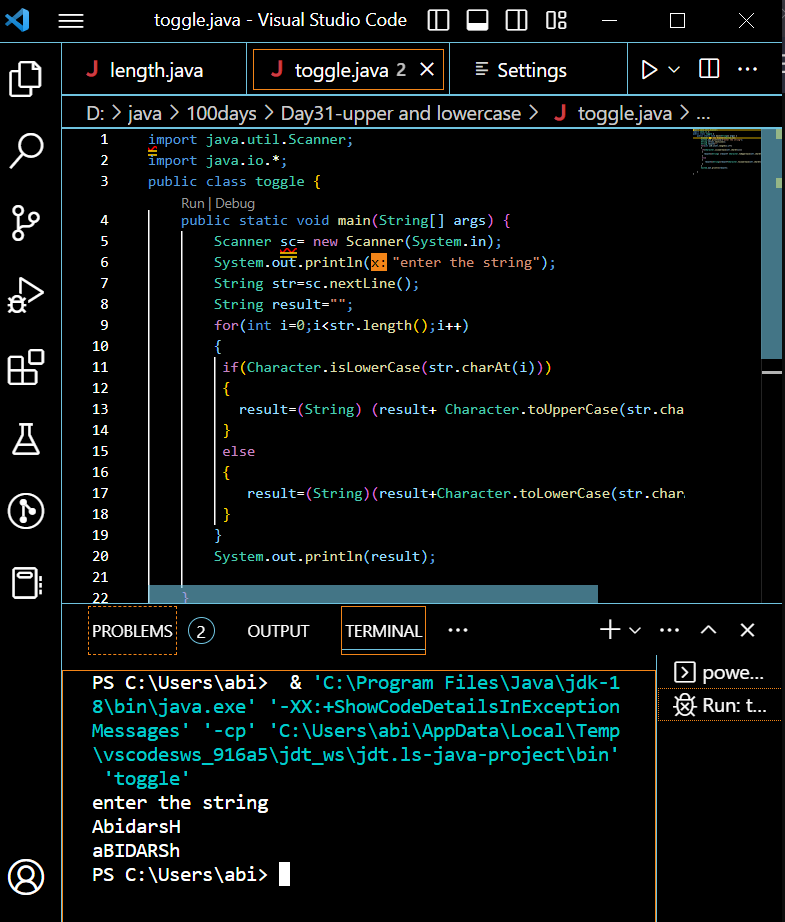 toggle.java - Visual Studio Code
length.java
toggle.java 2
Settings
D: > java > 100days > Day31-upper and lowercase > toggle.java > ...
1 import java.util.Scanner;
2 import java.io.*;
3 public class toggle {
Run | Debug
4 public static void main(String[] args) {
5 Scanner sc= new Scanner(System.in);
6 System.out.println(x: "enter the string");
7 String str=sc.nextLine();
8 String result="";
9 for(int i=0;i<str.length();i++)
10 {
11 if(Character.isLowerCase(str.charAt(i)))
12 {
13 result=(String) (result+ Character.toUpperCase(str.cha
14 }
15 else
16 {
17 result=(String)(result+Character.toLowerCase(str.char
18 }
19 }
20 System.out.println(result);
21
22 }
PROBLEMS 2 OUTPUT TERMINAL ...
PS C:\Users\abi>  & 'C:\Program Files\Java\jdk-1
8\bin\java.exe' '-XX:+ShowCodeDetailsInException
Messages' '-cp' 'C:\Users\abi\AppData\Local\Temp
\vscodesws_916a5\jdt_ws\jdt.ls-java-project\bin'
'toggle'
enter the string
AbidarsH
aBIDARSh
PS C:\Users\abi>
powe...
Run: t...